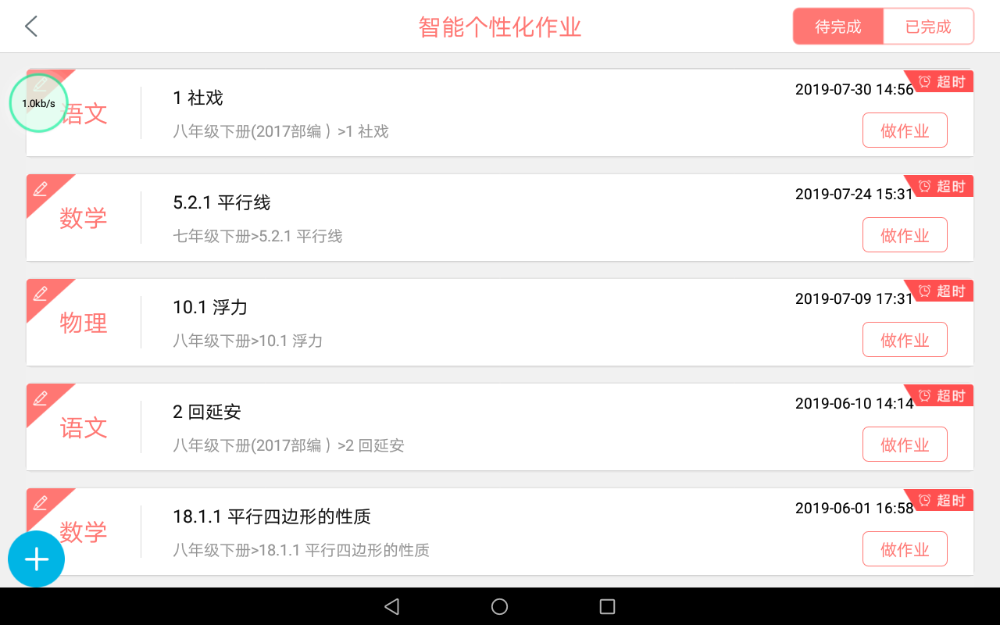 智能个性化作业
待完成
已完成
1.0kb/s
语文
1 社戏
八年级下册(2017部编）>1 社戏
2019-07-30 14:56
超时
做作业
数学
5.2.1 平行线
七年级下册>5.2.1 平行线
2019-07-24 15:31
超时
做作业
物理
10.1 浮力
八年级下册>10.1 浮力
2019-07-09 17:31
超时
做作业
语文
2 回延安
八年级下册(2017部编）>2 回延安
2019-06-10 14:14
超时
做作业
数学
18.1.1 平行四边形的性质
八年级下册>18.1.1 平行四边形的性质
2019-06-01 16:58
超时
做作业